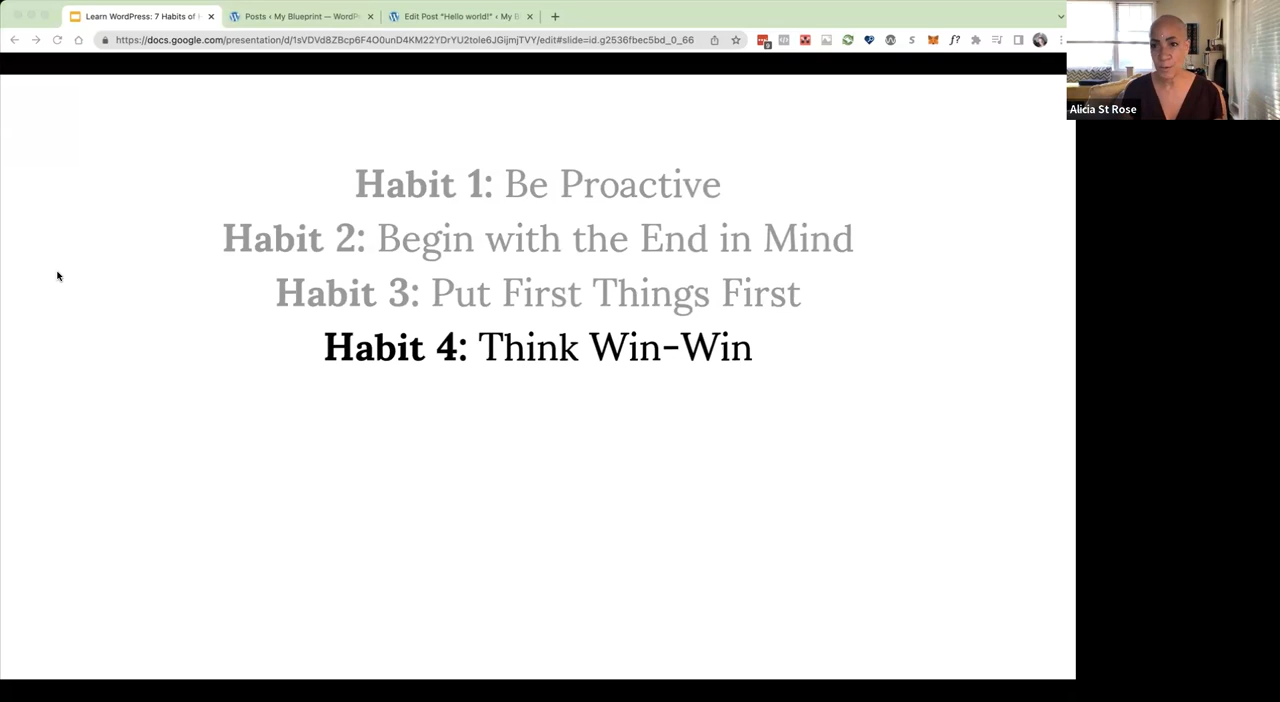 Learn WordPress: 7 Habits of H
Posts ‹ My Blueprint — WordP
Edit Post "Hello world!" ‹ My B
https://docs.google.com/presentation/d/1sVDVd8ZBcp6F4O0unD4KM22YDrYU2tole6JGijmjTVY/edit#slide=id.g2536fbec5bd_0_66
Alicia St Rose
Habit 1: Be Proactive
Habit 2: Begin with the End in Mind
Habit 3: Put First Things First
Habit 4: Think Win-Win